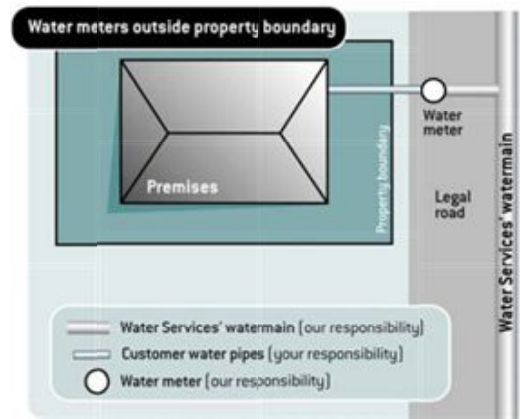 Water meters outside property boundary
Premises
Property boundary
Water
meter
Legal
road
Water Services' watermain
Water Services' watermain (our responsibility)
Customer water pipes (your responsibility)
Water meter (our responsibility)